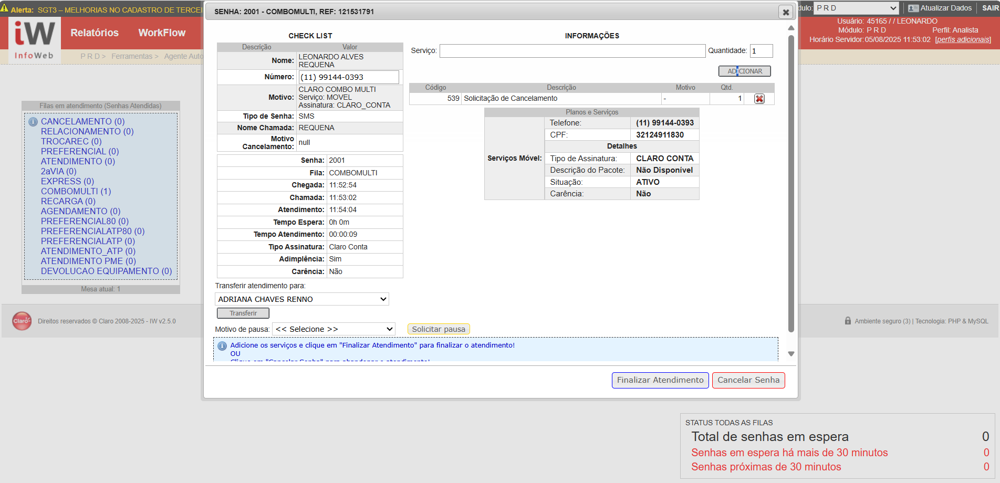 Alerta: SGT3 – MELHORIAS NO CADASTRO DE TERCEI
SENHA: 2001 - COMBOMULTI, REF: 121531791
dulo: P R D
Atualizar Dados
SAIR
iW
InfoWeb
Relatórios
WorkFlow
Usuário: 45165 / / LEONARDO
Módulo: P R D Perfil: Analista
Horário Servidor:05/08/2025 11:53:02 [perfis adicionais]
P R D > Ferramentas > Agente Auto
Filas em atendimento (Senhas Atendidas)
CANCELAMENTO (0)
RELACIONAMENTO (0)
TROCAREC (0)
PREFERENCIAL (0)
ATENDIMENTO (0)
2aVIA (0)
EXPRESS (0)
COMBOMULTI (1)
RECARGA (0)
AGENDAMENTO (0)
PREFERENCIAL80 (0)
PREFERENCIALATP80 (0)
PREFERENCIALATP (0)
ATENDIMENTO_ATP (0)
ATENDIMENTO PME (0)
DEVOLUCAO EQUIPAMENTO (0)
Mesa atual: 1
CHECK LIST
Descrição Valor
Nome: LEONARDO ALVES
REQUENA
Número: (11) 99144-0393
Motivo: CLARO COMBO MULTI
Serviço: MOVEL
Assinatura: CLARO_CONTA
Tipo de Senha: SMS
Nome Chamada: REQUENA
Motivo
Cancelamento: null
Senha: 2001
Fila: COMBOMULTI
Chegada: 11:52:54
Chamada: 11:53:02
Atendimento: 11:54:04
Tempo Espera: 0h 0m
Tempo Atendimento: 00:00:09
Tipo Assinatura: Claro Conta
Adimplência: Sim
Carência: Não
Transferir atendimento para:
ADRIANA CHAVES RENNO
Transferir
Motivo de pausa: << Selecione >> Solicitar pausa
INFORMAÇÕES
Serviço: Quantidade: 1
ADICIONAR
Código Descrição Motivo Qtd.
539 Solicitação de Cancelamento - 1
Planos e Serviços
Serviços Móvel:
Telefone: (11) 99144-0393
CPF: 32124911830
Detalhes
Tipo de Assinatura: CLARO CONTA
Descrição do Pacote: Não Disponível
Situação: ATIVO
Carência: Não
Adicione os serviços e clique em "Finalizar Atendimento" para finalizar o atendimento!
OU
Clique em "Cancelar Senha" para abandonar o atendimento!
Finalizar Atendimento
Cancelar Senha
Claro
Direitos reservados © Claro 2008-2025 - IW v2.5.0
Ambiente seguro (3) | Tecnologia: PHP & MySQL
STATUS TODAS AS FILAS
Total de senhas em espera 0
Senhas em espera há mais de 30 minutos 0
Senhas próximas de 30 minutos 0